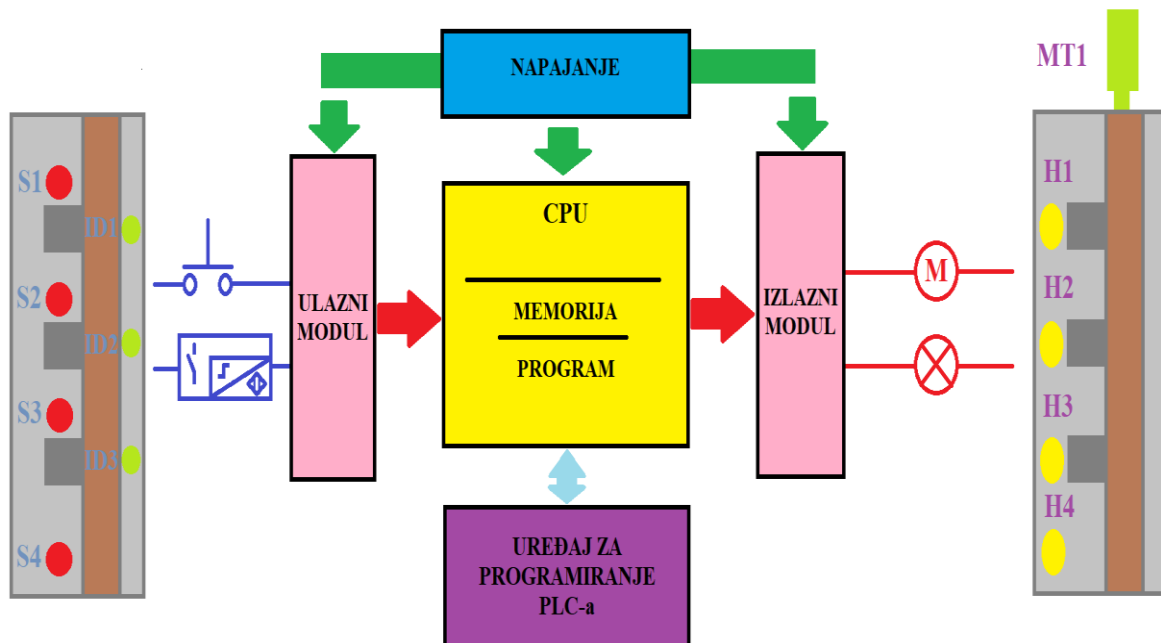 NAPAJANJE
MT1
S1
ID1
S2
ID2
S3
ID3
S4
ULAZNI
MODUL
CPU
MEMORIJA
PROGRAM
IZLAZNI
MODUL
M
H1
H2
H3
H4
UREĐAJ ZA
PROGRAMIRANJE
PLC-a